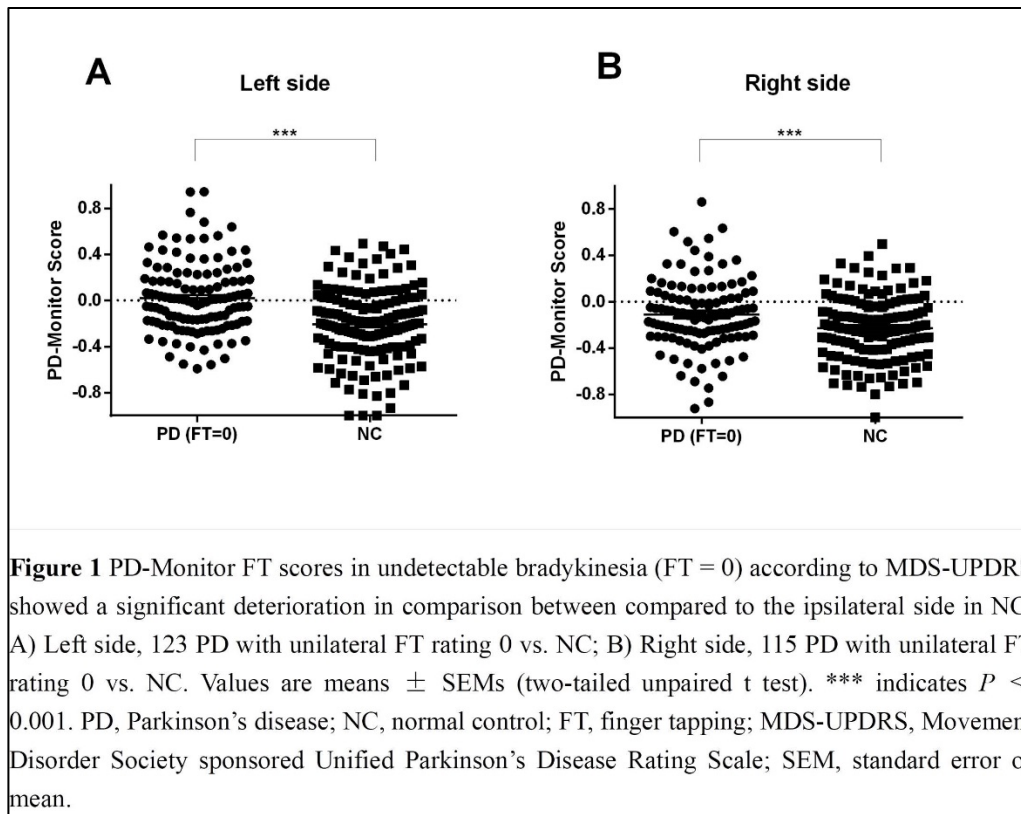 A
Left side
***
PD-Monitor Score
0.8
0.4
0.0
-0.4
-0.8
PD (FT=0)
NC
B
Right side
***
PD-Monitor Score
0.8
0.4
0.0
-0.4
-0.8
PD (FT=0)
NC
Figure 1 PD-Monitor FT scores in undetectable bradykinesia (FT = 0) according to MDS-UPDR
showed a significant deterioration in comparison between compared to the ipsilateral side in NC
A) Left side, 123 PD with unilateral FT rating 0 vs. NC; B) Right side, 115 PD with unilateral F
rating 0 vs. NC. Values are means ± SEMs (two-tailed unpaired t test). *** indicates P <
0.001. PD, Parkinson’s disease; NC, normal control; FT, finger tapping; MDS-UPDRS, Movemen
Disorder Society sponsored Unified Parkinson’s Disease Rating Scale; SEM, standard error o
mean.